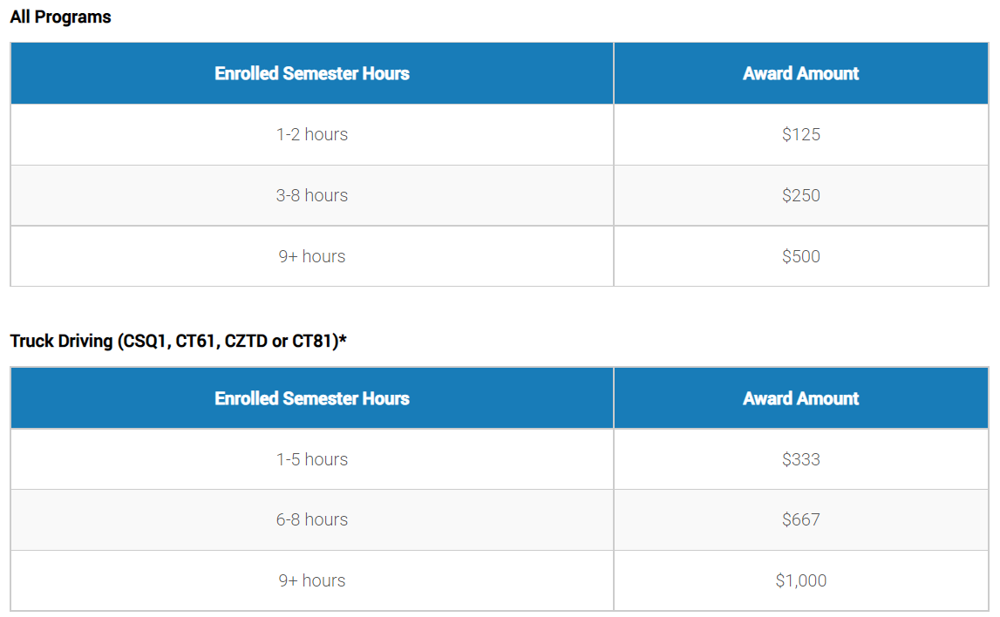 All Programs
Enrolled Semester Hours Award Amount
1-2 hours $125
3-8 hours $250
9+ hours $500
Truck Driving (CSQ1, CT61, CZTD or CT81)*
Enrolled Semester Hours Award Amount
1-5 hours $333
6-8 hours $667
9+ hours $1,000